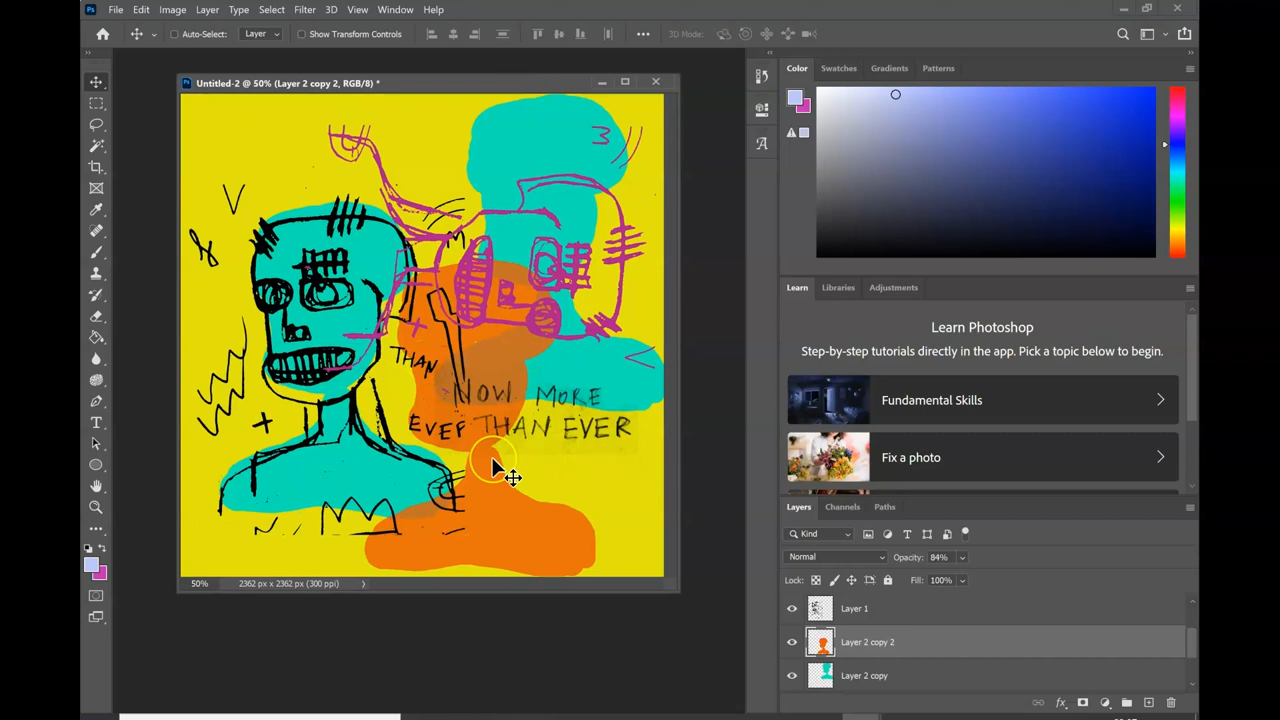 Ps File Edit Image Layer Type Select Filter 3D View Window Help
Auto-Select: Layer Show Transform Controls 3D Mode:
Untitled-2 @ 50% (Layer 2 copy 2, RGB/8) *
3
V
M
THAN
NOW MORE
EVER THAN EVER
50% 2362 px x 2362 px (300 ppi)
Color Swatches Gradients Patterns
Learn Libraries Adjustments
Learn Photoshop
Step-by-step tutorials directly in the app. Pick a topic below to begin.
Fundamental Skills
Fix a photo
Layers Channels Paths
Kind
Normal Opacity: 84%
Lock: Fill: 100%
Layer 1
Layer 2 copy 2
Layer 2 copy